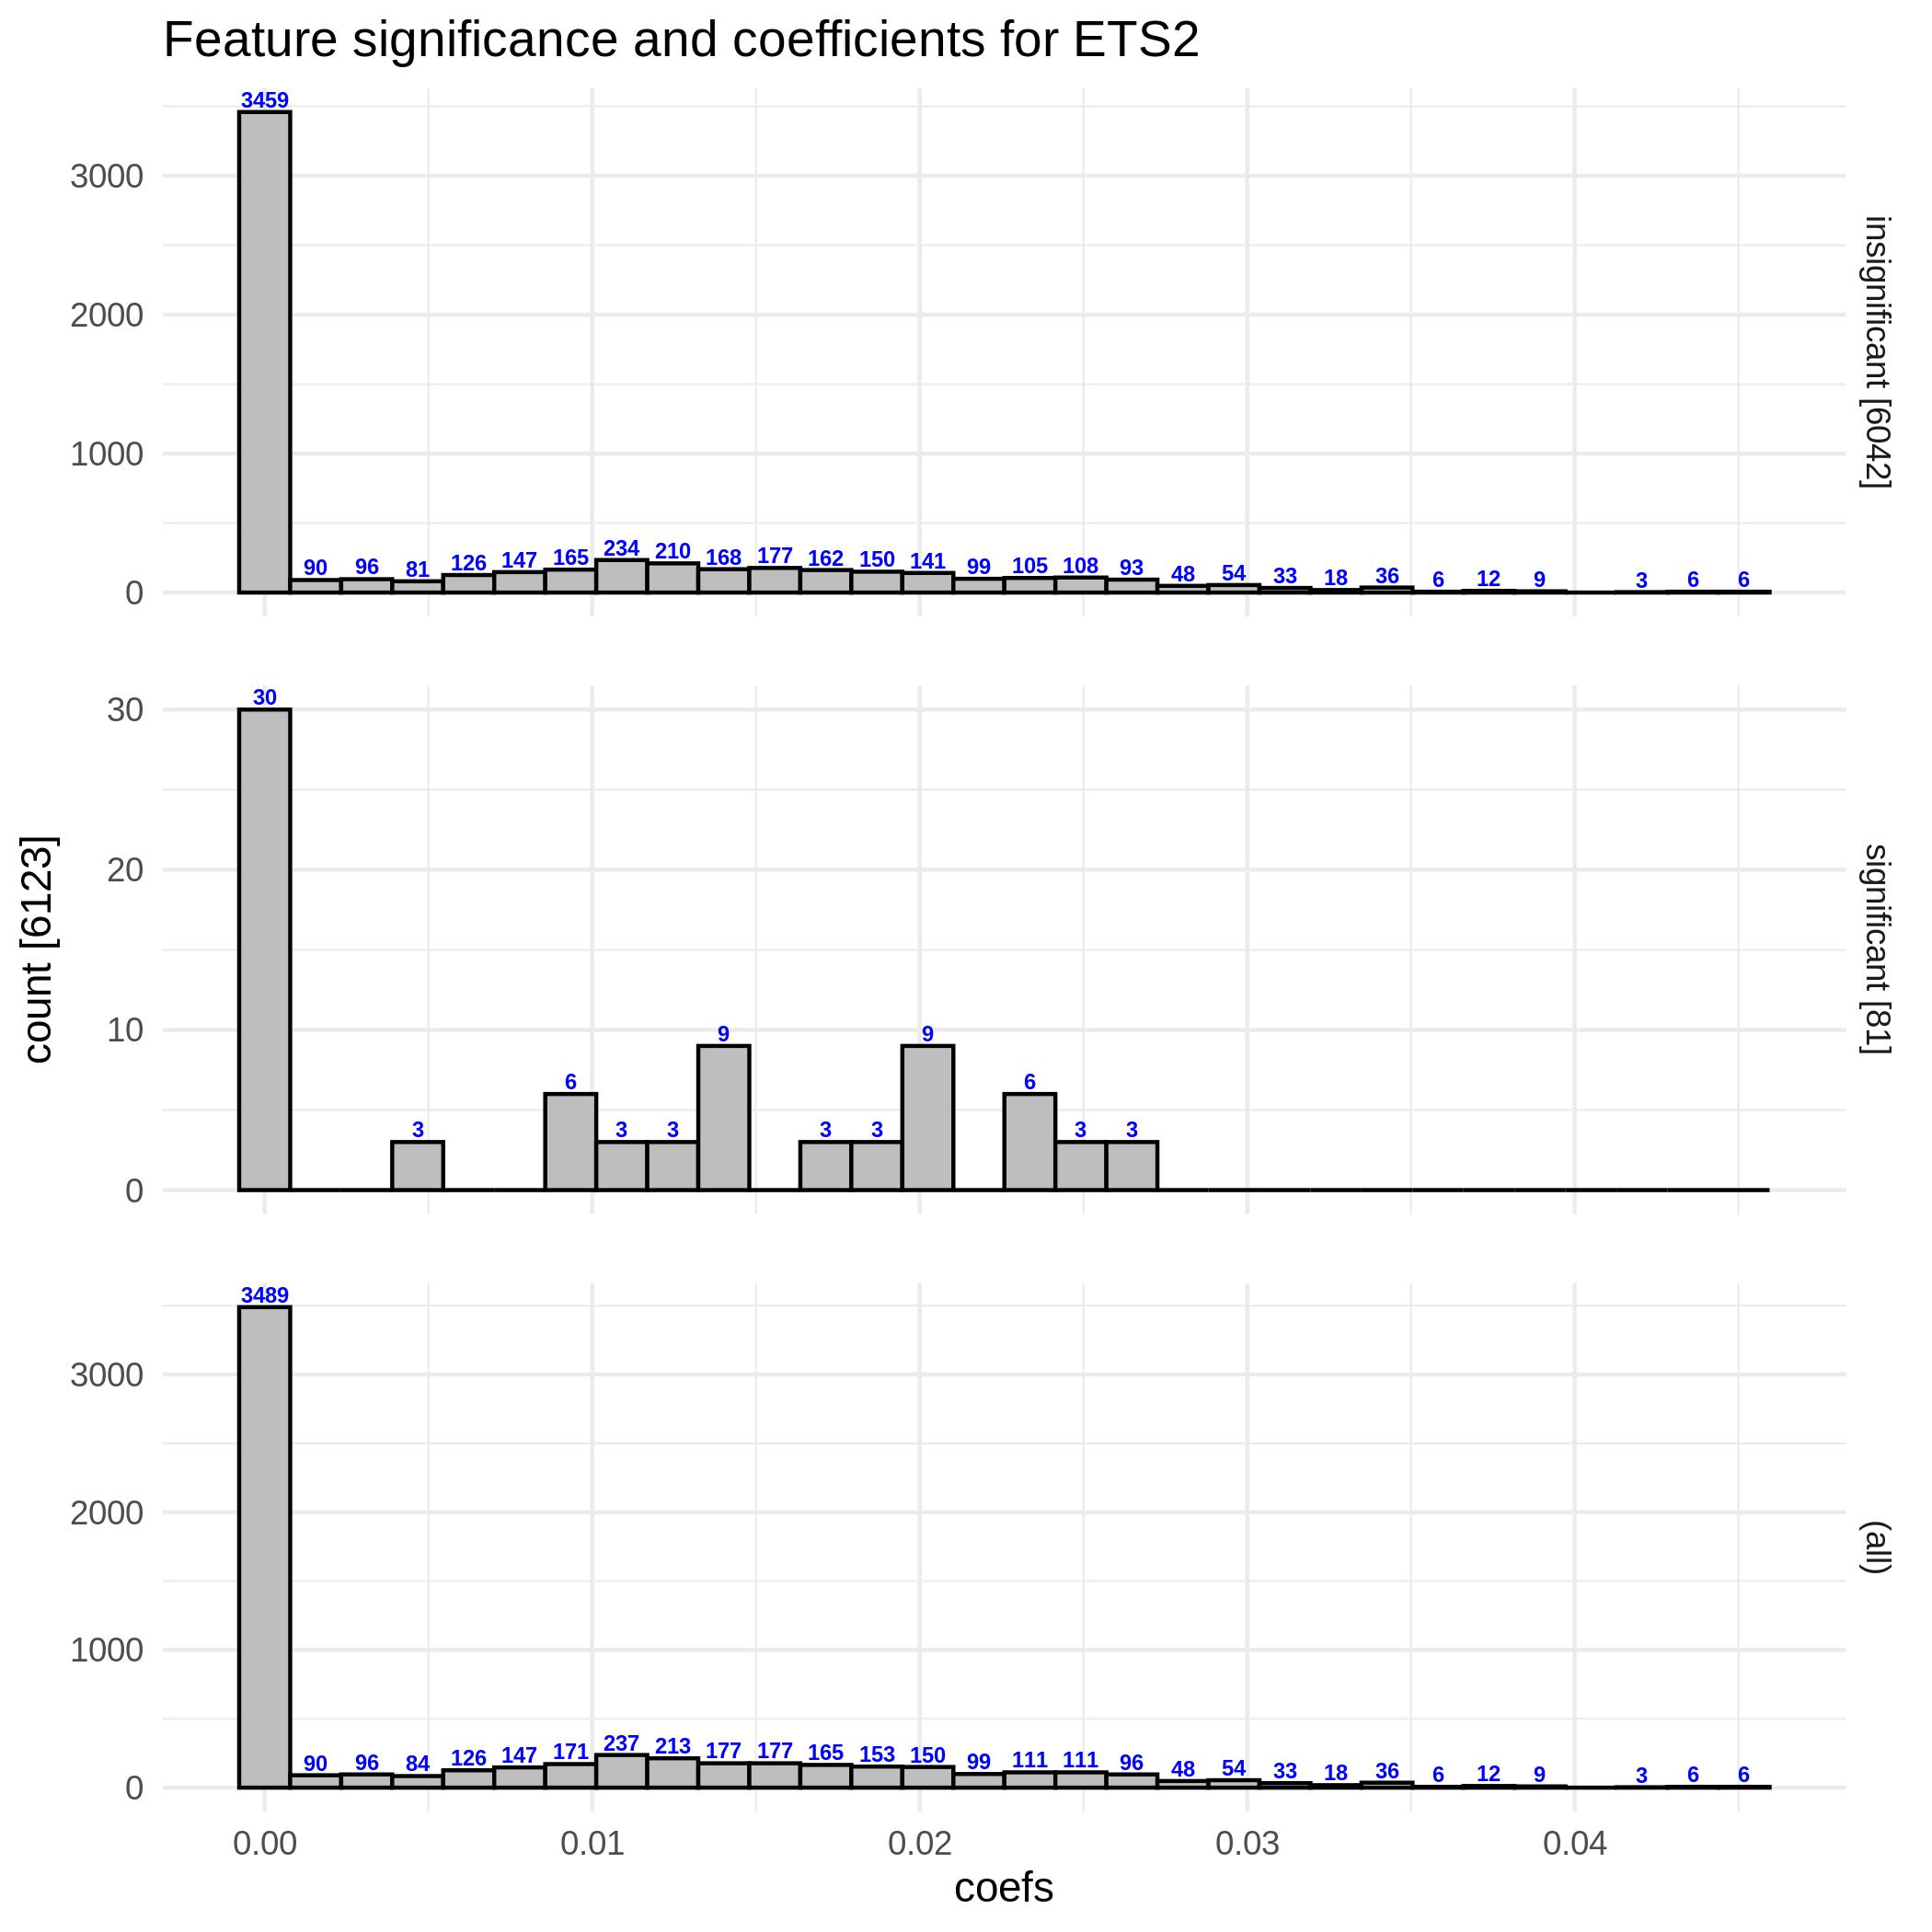 Feature significance and coefficients for ETS2
3459
90 96 81 126 147 165 234 210 168 177 162 150 141 99 105 108 93 48 54 33 18 36 6 12 9 3 6 6
3000
2000
1000
0
insignificant [6042]
30
3 6 3 3 9 3 3 9 6 3 3
30
20
10
0
significant [81]
count [6123]
3489
90 96 84 126 147 171 237 213 177 177 165 153 150 99 111 111 96 48 54 33 18 36 6 12 9 3 6 6
3000
2000
1000
0
(all)
0.00 0.01 0.02 0.03 0.04
coefs